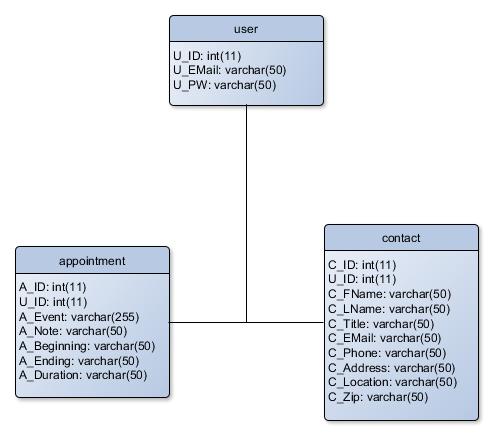 user
U_ID: int(11)
U_EMail: varchar(50)
U_PW: varchar(50)
appointment
A_ID: int(11)
U_ID: int(11)
A_Event: varchar(255)
A_Note: varchar(50)
A_Beginning: varchar(50)
A_Ending: varchar(50)
A_Duration: varchar(50)
contact
C_ID: int(11)
U_ID: int(11)
C_FName: varchar(50)
C_LName: varchar(50)
C_Title: varchar(50)
C_EMail: varchar(50)
C_Phone: varchar(50)
C_Address: varchar(50)
C_Location: varchar(50)
C_Zip: varchar(50)